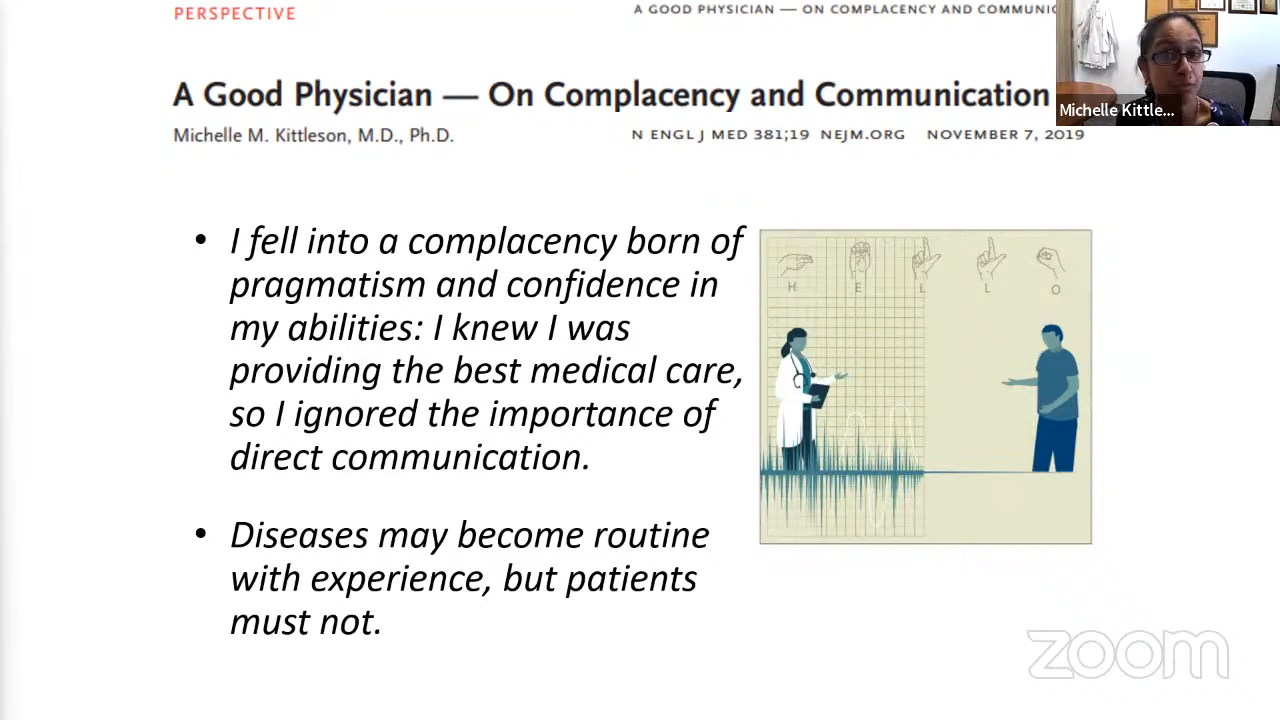 PERSPECTIVE
A GOOD PHYSICIAN — ON COMPLACENCY AND COMMUNIC
A Good Physician — On Complacency and Communication
Michelle M. Kittleson, M.D., Ph.D.
N ENGL J MED 381;19 NEJM.ORG NOVEMBER 7, 2019
Michelle Kittle...
• I fell into a complacency born of
pragmatism and confidence in
my abilities: I knew I was
providing the best medical care,
so I ignored the importance of
direct communication.
• Diseases may become routine
with experience, but patients
must not.
H E L L O
zoom